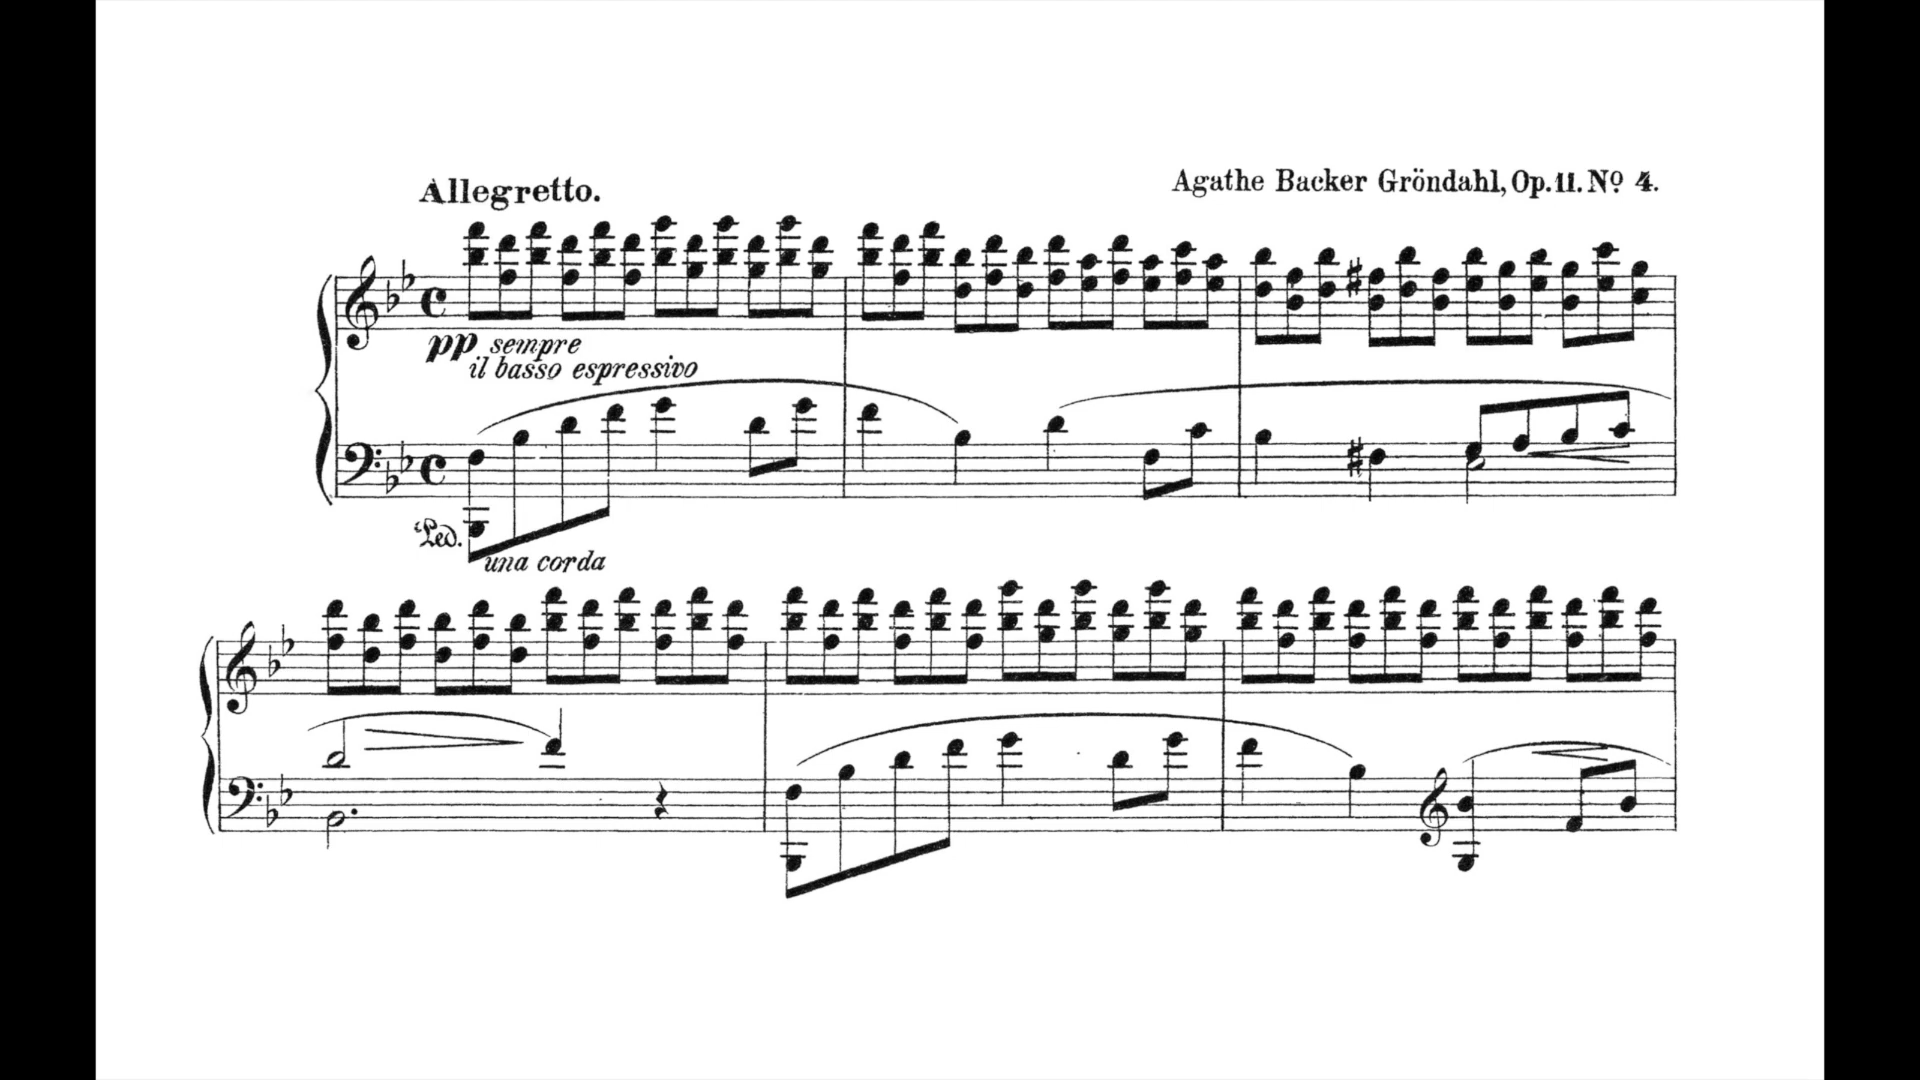 Allegretto.
Agathe Backer Gröndahl, Op. 11. No 4.
pp sempre
il basso espressivo
Ped.
una corda